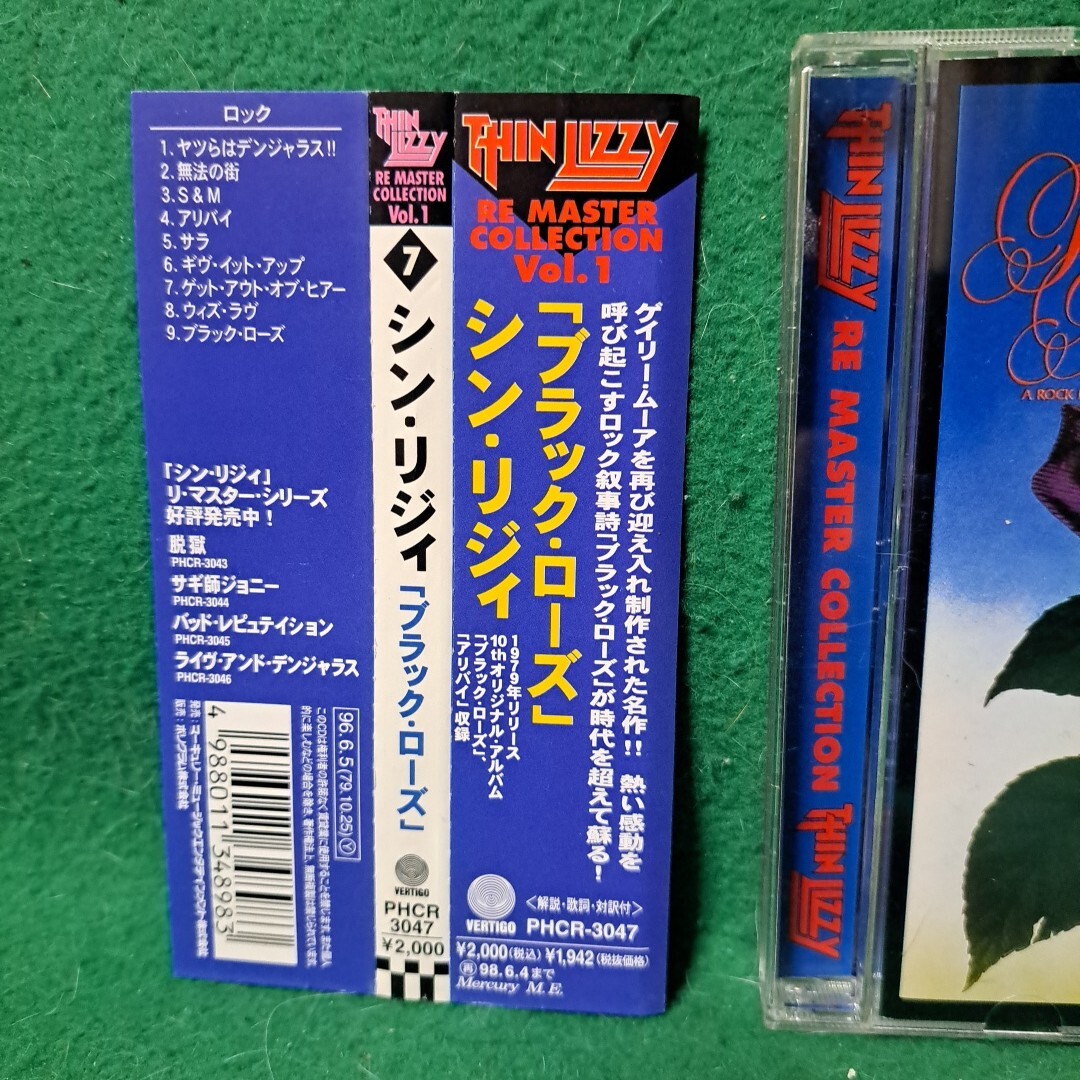 ロック
1.ヤツらはデンジャラス!!
2.無法の街
3.S&M
4.アリバイ
5.サラ
6.ギヴ・イット・アップ
7.ゲット・アウト・オブ・ヒアー
8.ウィズ・ラヴ
9.ブラック・ローズ
「シン・リジィ」
リ・マスター・シリーズ
好評発売中!
脱獄
PHCR-3043
サギ師ジョニー
PHCR-3044
バッド・レピュテイション
PHCR-3045
ライヴ・アンド・デンジャラス
PHCR-3046
96.6.5(79.10.25)Ⓨ
4 988011 348983
THIN LIZZY
RE MASTER
COLLECTION
Vol.1
7
シン・リジィ「ブラック・ローズ」
VERTIGO
PHCR
3047
¥2,000
THIN LIZZY
RE MASTER
COLLECTION
Vol.1
ゲイリー・ムーアを再び迎え入れ制作された名作!! 熱い感動を
呼び起こすロック叙事詩「ブラック・ローズ」が時代を超えて蘇る!
「ブラック・ローズ」
シン・リジィ
1979年リリース
10thオリジナル・アルバム
「ブラック・ローズ」、
「アリバイ」収録
<解説・歌詞・対訳付>
VERTIGO PHCR-3047
¥2,000(税込) ¥1,942(税抜価格)
再98.6.4まで
Mercury M.E.
THIN LIZZY RE MASTER COLLECTION THIN LIZZY
A ROCK